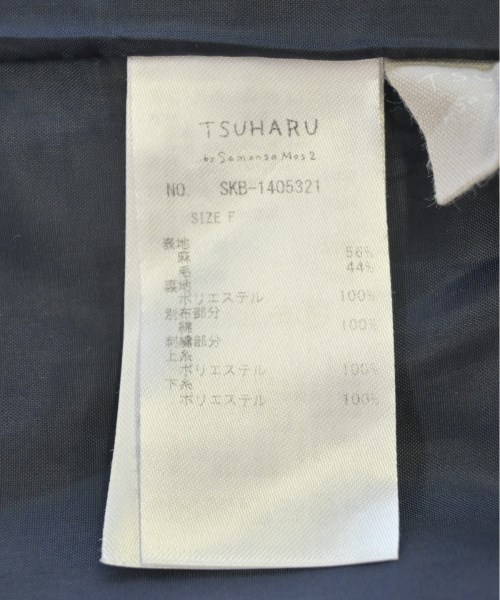 TSUHARU
by Samansa Mos2
NO. SKB-1405321
SIZE F
表地
麻 56%
毛 44%
裏地
ポリエステル 100%
別布部分
綿 100%
刺繍部分
上糸
ポリエステル 100%
下糸
ポリエステル 100%